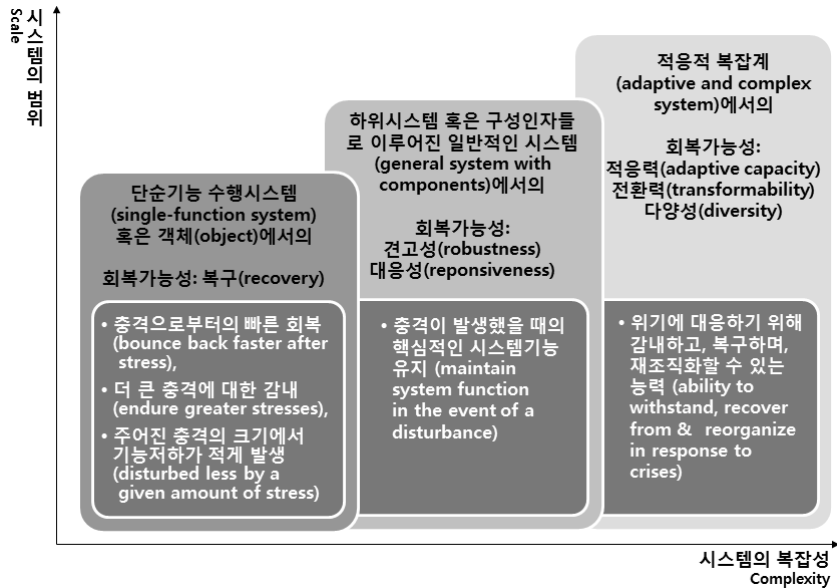 시스템의 범위
Scale
단순기능 수행시스템
(single-function system)
혹은 객체(object)에서의
회복가능성: 복구(recovery)
• 충격으로부터의 빠른 회복
(bounce back faster after
stress),
• 더 큰 충격에 대한 감내
(endure greater stresses),
• 주어진 충격의 크기에서
기능저하가 적게 발생
(disturbed less by a
given amount of stress)
하위시스템 혹은 구성인자들
로 이루어진 일반적인 시스템
(general system with
components)에서의
회복가능성:
견고성(robustness)
대응성(reponsiveness)
• 충격이 발생했을 때의
핵심적인 시스템기능
유지 (maintain
system function
in the event of a
disturbance)
적응적 복잡계
(adaptive and complex
system)에서의
회복가능성:
적응력(adaptive capacity)
전환력(transformability)
다양성(diversity)
• 위기에 대응하기 위해
감내하고, 복구하며,
재조직화할 수 있는
능력 (ability to
withstand, recover
from & reorganize
in response to
crises)
시스템의 복잡성
Complexity